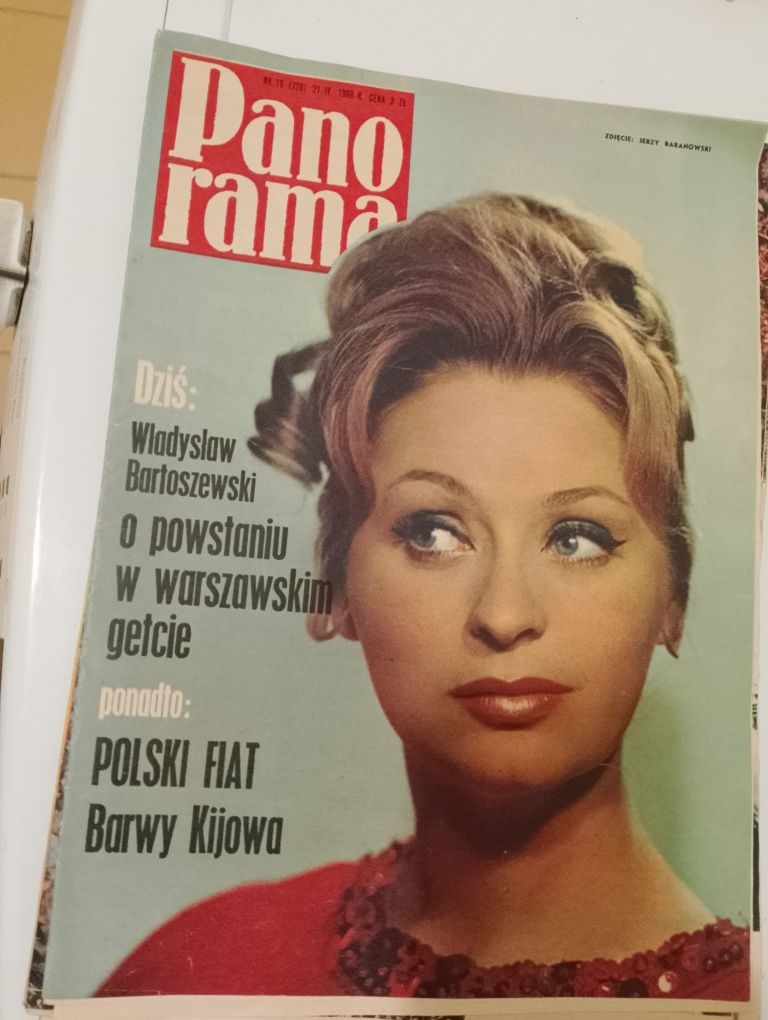 NR 16 (728) 21 IV. 1968 R. CENA 3 ZŁ
Pano
rama
ZDJĘCIE: JERZY BARANOWSKI
Dziś:
Władysław
Bartoszewski
o powstaniu
w warszawskim
getcie
ponadto:
POLSKI FIAT
Barwy Kijowa